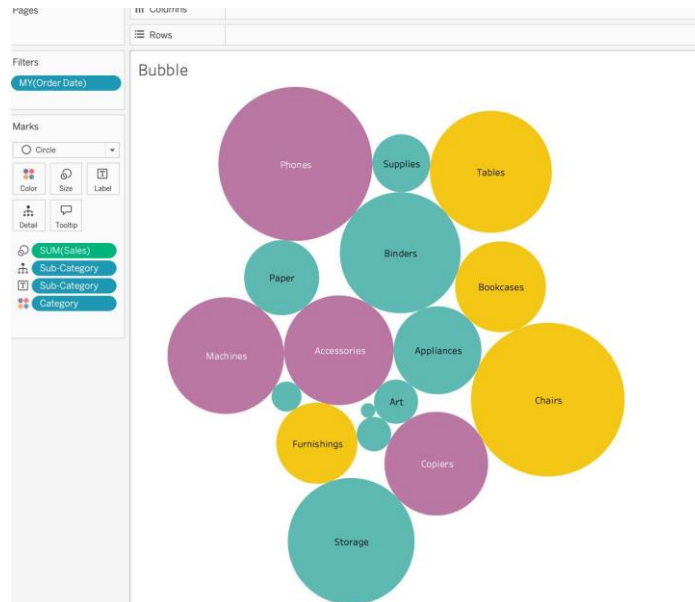 Pages
Columns
Rows
Filters
MY(Order Date)
Marks
Circle
Color Size Label
Detail Tooltip
SUM(Sales)
Sub-Category
Sub-Category
Category
Bubble
Phones
Supplies
Tables
Binders
Paper
Bookcases
Machines
Accessories
Appliances
Art
Chairs
Furnishings
Copiers
Storage